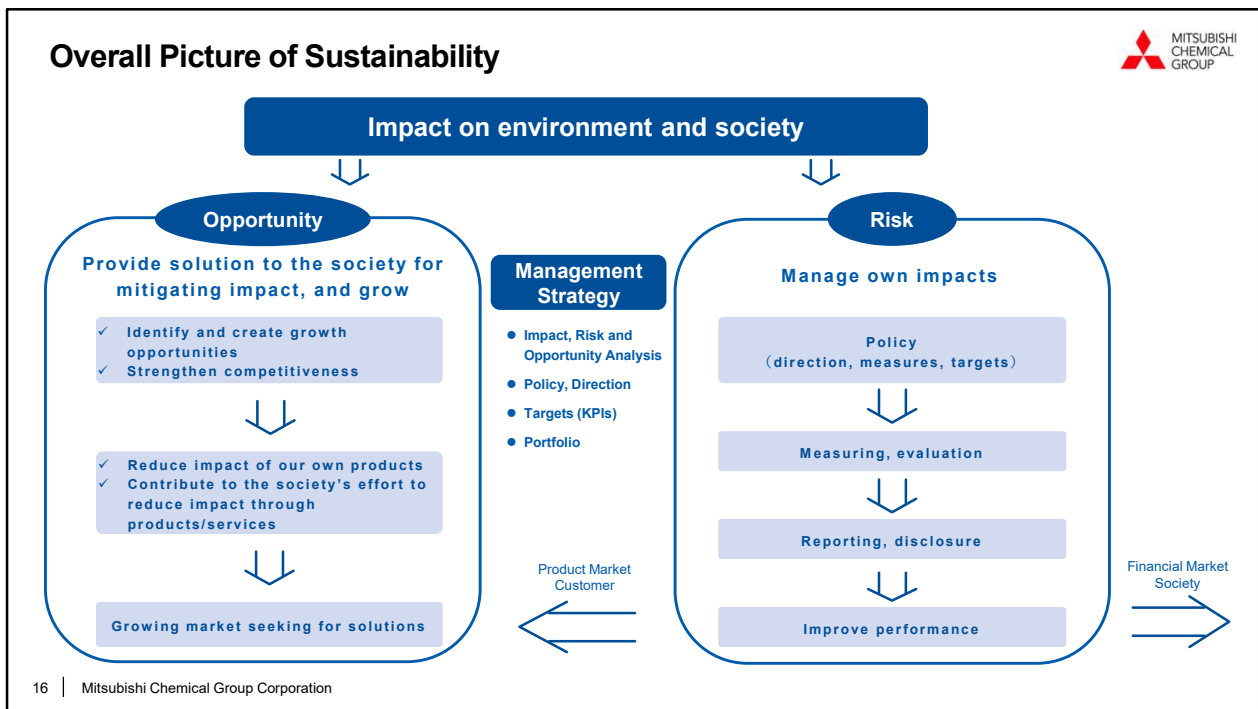 Overall Picture of Sustainability
MITSUBISHI
CHEMICAL
GROUP
Impact on environment and society
Opportunity
Provide solution to the society for
mitigating impact, and grow
✓ Identify and create growth
opportunities
✓ Strengthen competitiveness
✓ Reduce impact of our own products
✓ Contribute to the society’s effort to
reduce impact through
products/services
Growing market seeking for solutions
Management
Strategy
● Impact, Risk and
Opportunity Analysis
● Policy, Direction
● Targets (KPIs)
● Portfolio
Product Market
Customer
Risk
Manage own impacts
Policy
（direction, measures, targets）
Measuring, evaluation
Reporting, disclosure
Improve performance
Financial Market
Society
16 | Mitsubishi Chemical Group Corporation